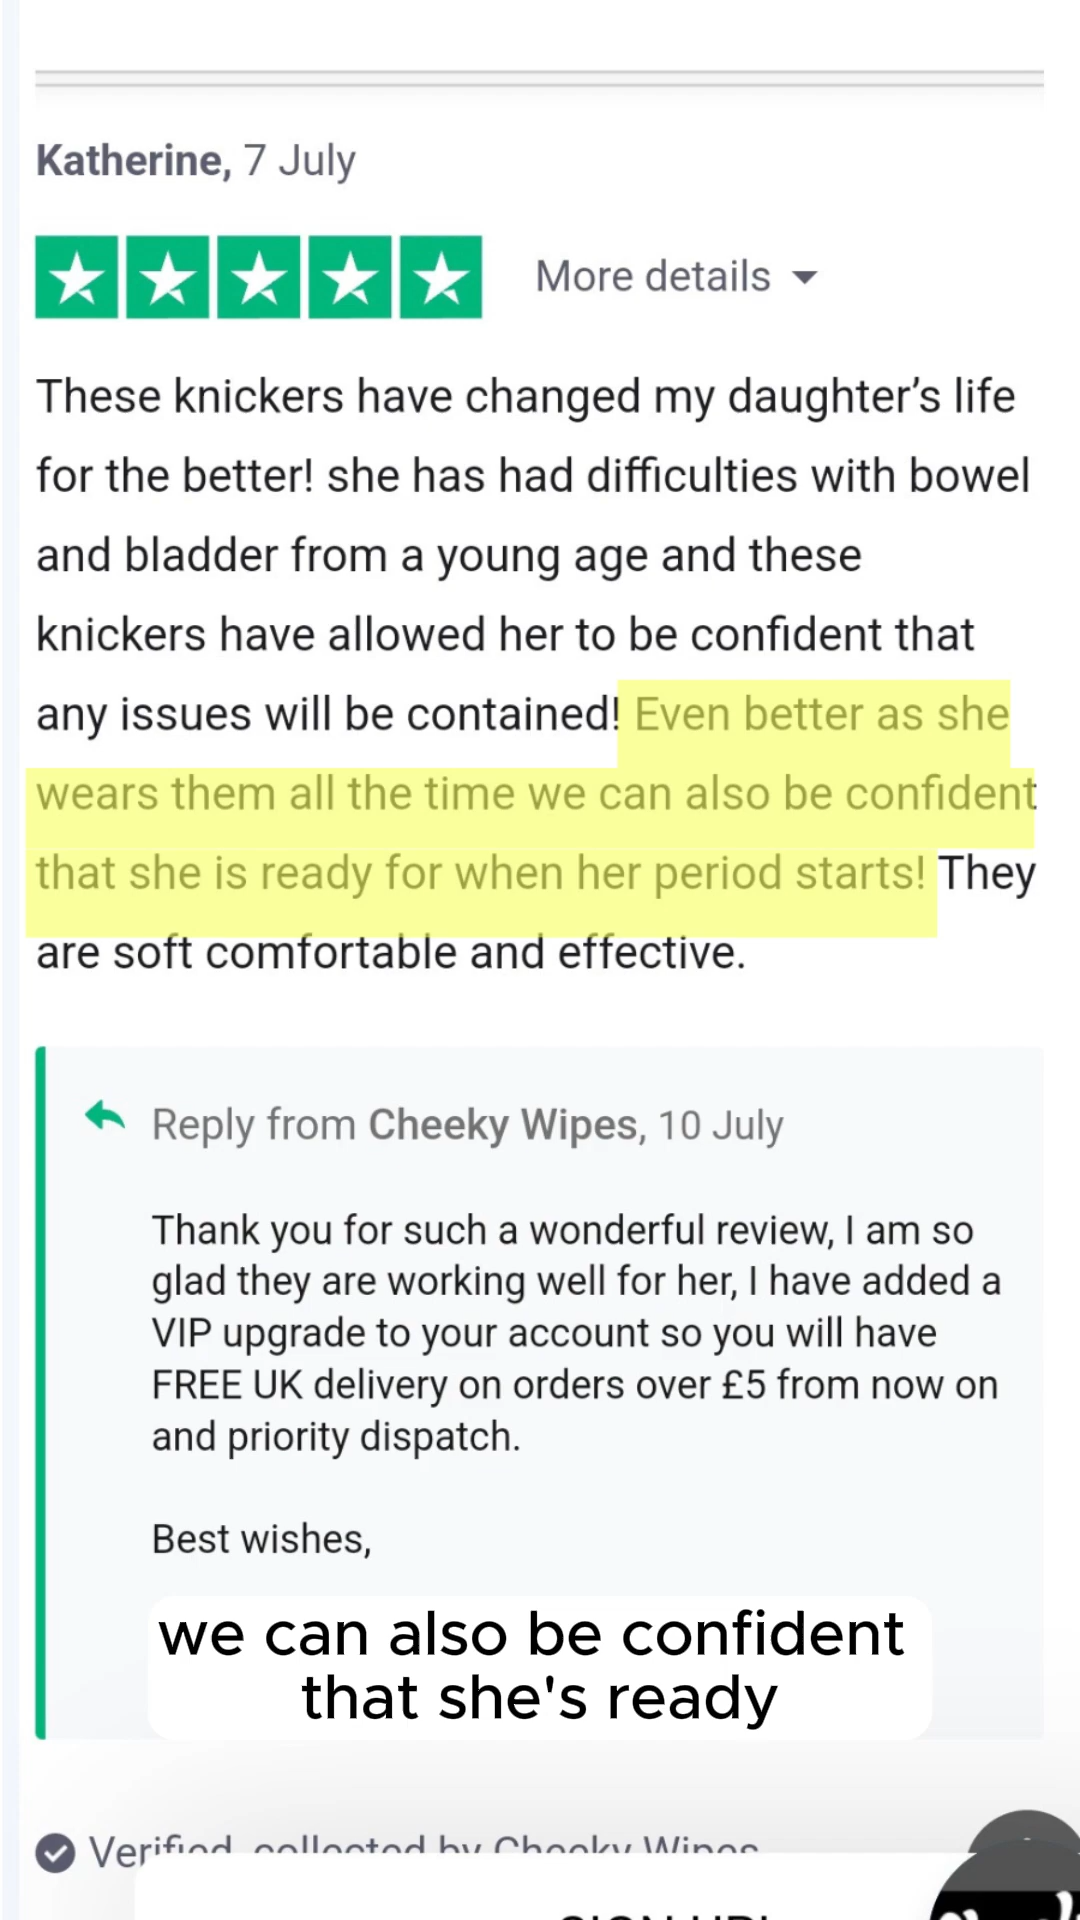 Katherine, 7 July
More details
These knickers have changed my daughter’s life
for the better! she has had difficulties with bowel
and bladder from a young age and these
knickers have allowed her to be confident that
any issues will be contained! Even better as she
wears them all the time we can also be confident
that she is ready for when her period starts! They
are soft comfortable and effective.
Reply from Cheeky Wipes, 10 July
Thank you for such a wonderful review, I am so
glad they are working well for her, I have added a
VIP upgrade to your account so you will have
FREE UK delivery on orders over £5 from now on
and priority dispatch.
Best wishes,
we can also be confident
that she's ready
Verified, collected by Cheeky Wipes